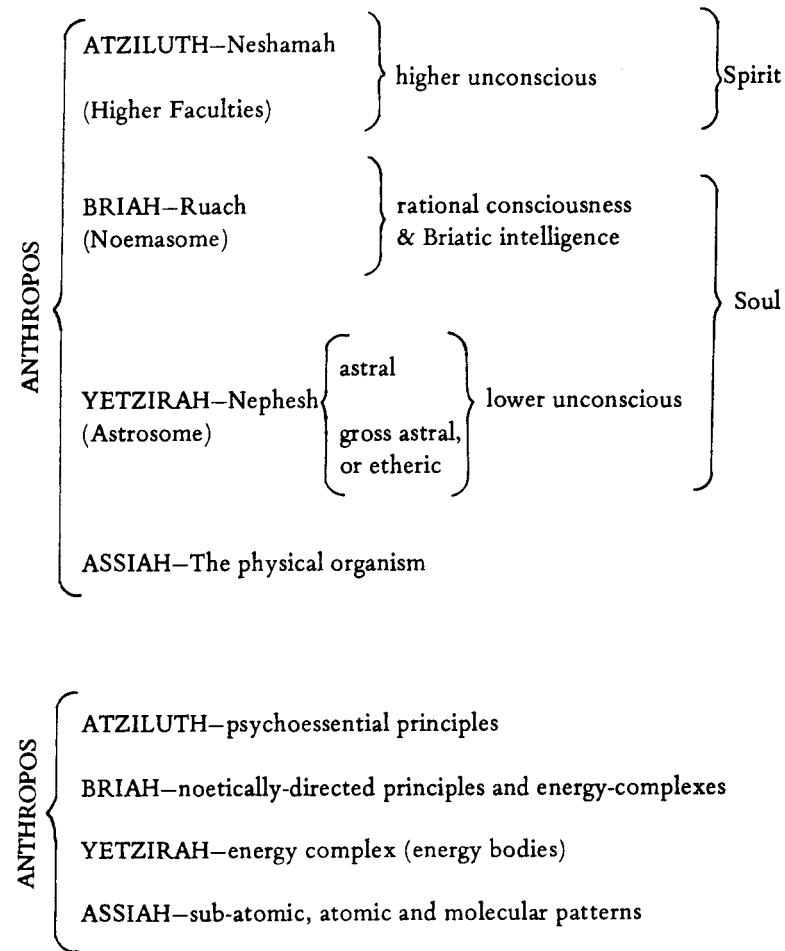 ANTHROPOS
ATZILUTH—Neshamah
(Higher Faculties)
higher unconscious
Spirit
BRIAH—Ruach
(Noemasome)
rational consciousness
& Briatic intelligence
YETZIRAH—Nephesh
(Astrosome)
astral
gross astral,
or etheric
lower unconscious
Soul
ASSIAH—The physical organism
ANTHROPOS
ATZILUTH—psychoessential principles
BRIAH—noetically-directed principles and energy-complexes
YETZIRAH—energy complex (energy bodies)
ASSIAH—sub-atomic, atomic and molecular patterns